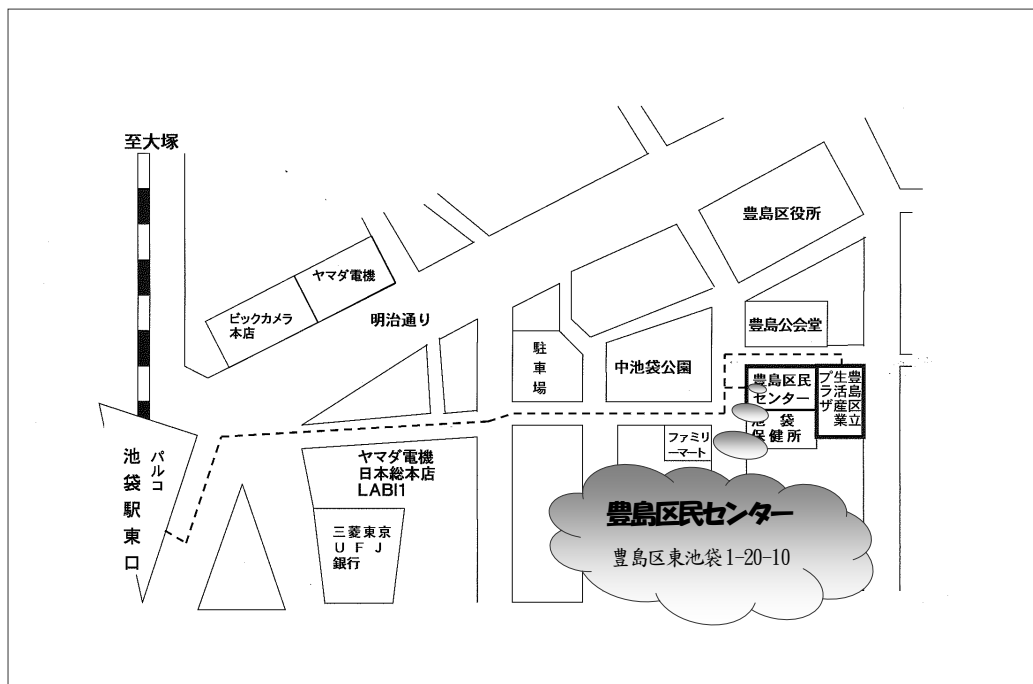 至大塚
豊島区役所
ヤマダ電機
ビックカメラ
本店
明治通り
豊島公会堂
駐
車
場
中池袋公園
豊島区民
センター
豊島区立
生活産業
プラザ
池袋
保健所
ファミリ
ーマート
パルコ
池袋駅東口
ヤマダ電機
日本総本店
LABI1
三菱東京
UFJ
銀行
豊島区民センター
豊島区東池袋1-20-10